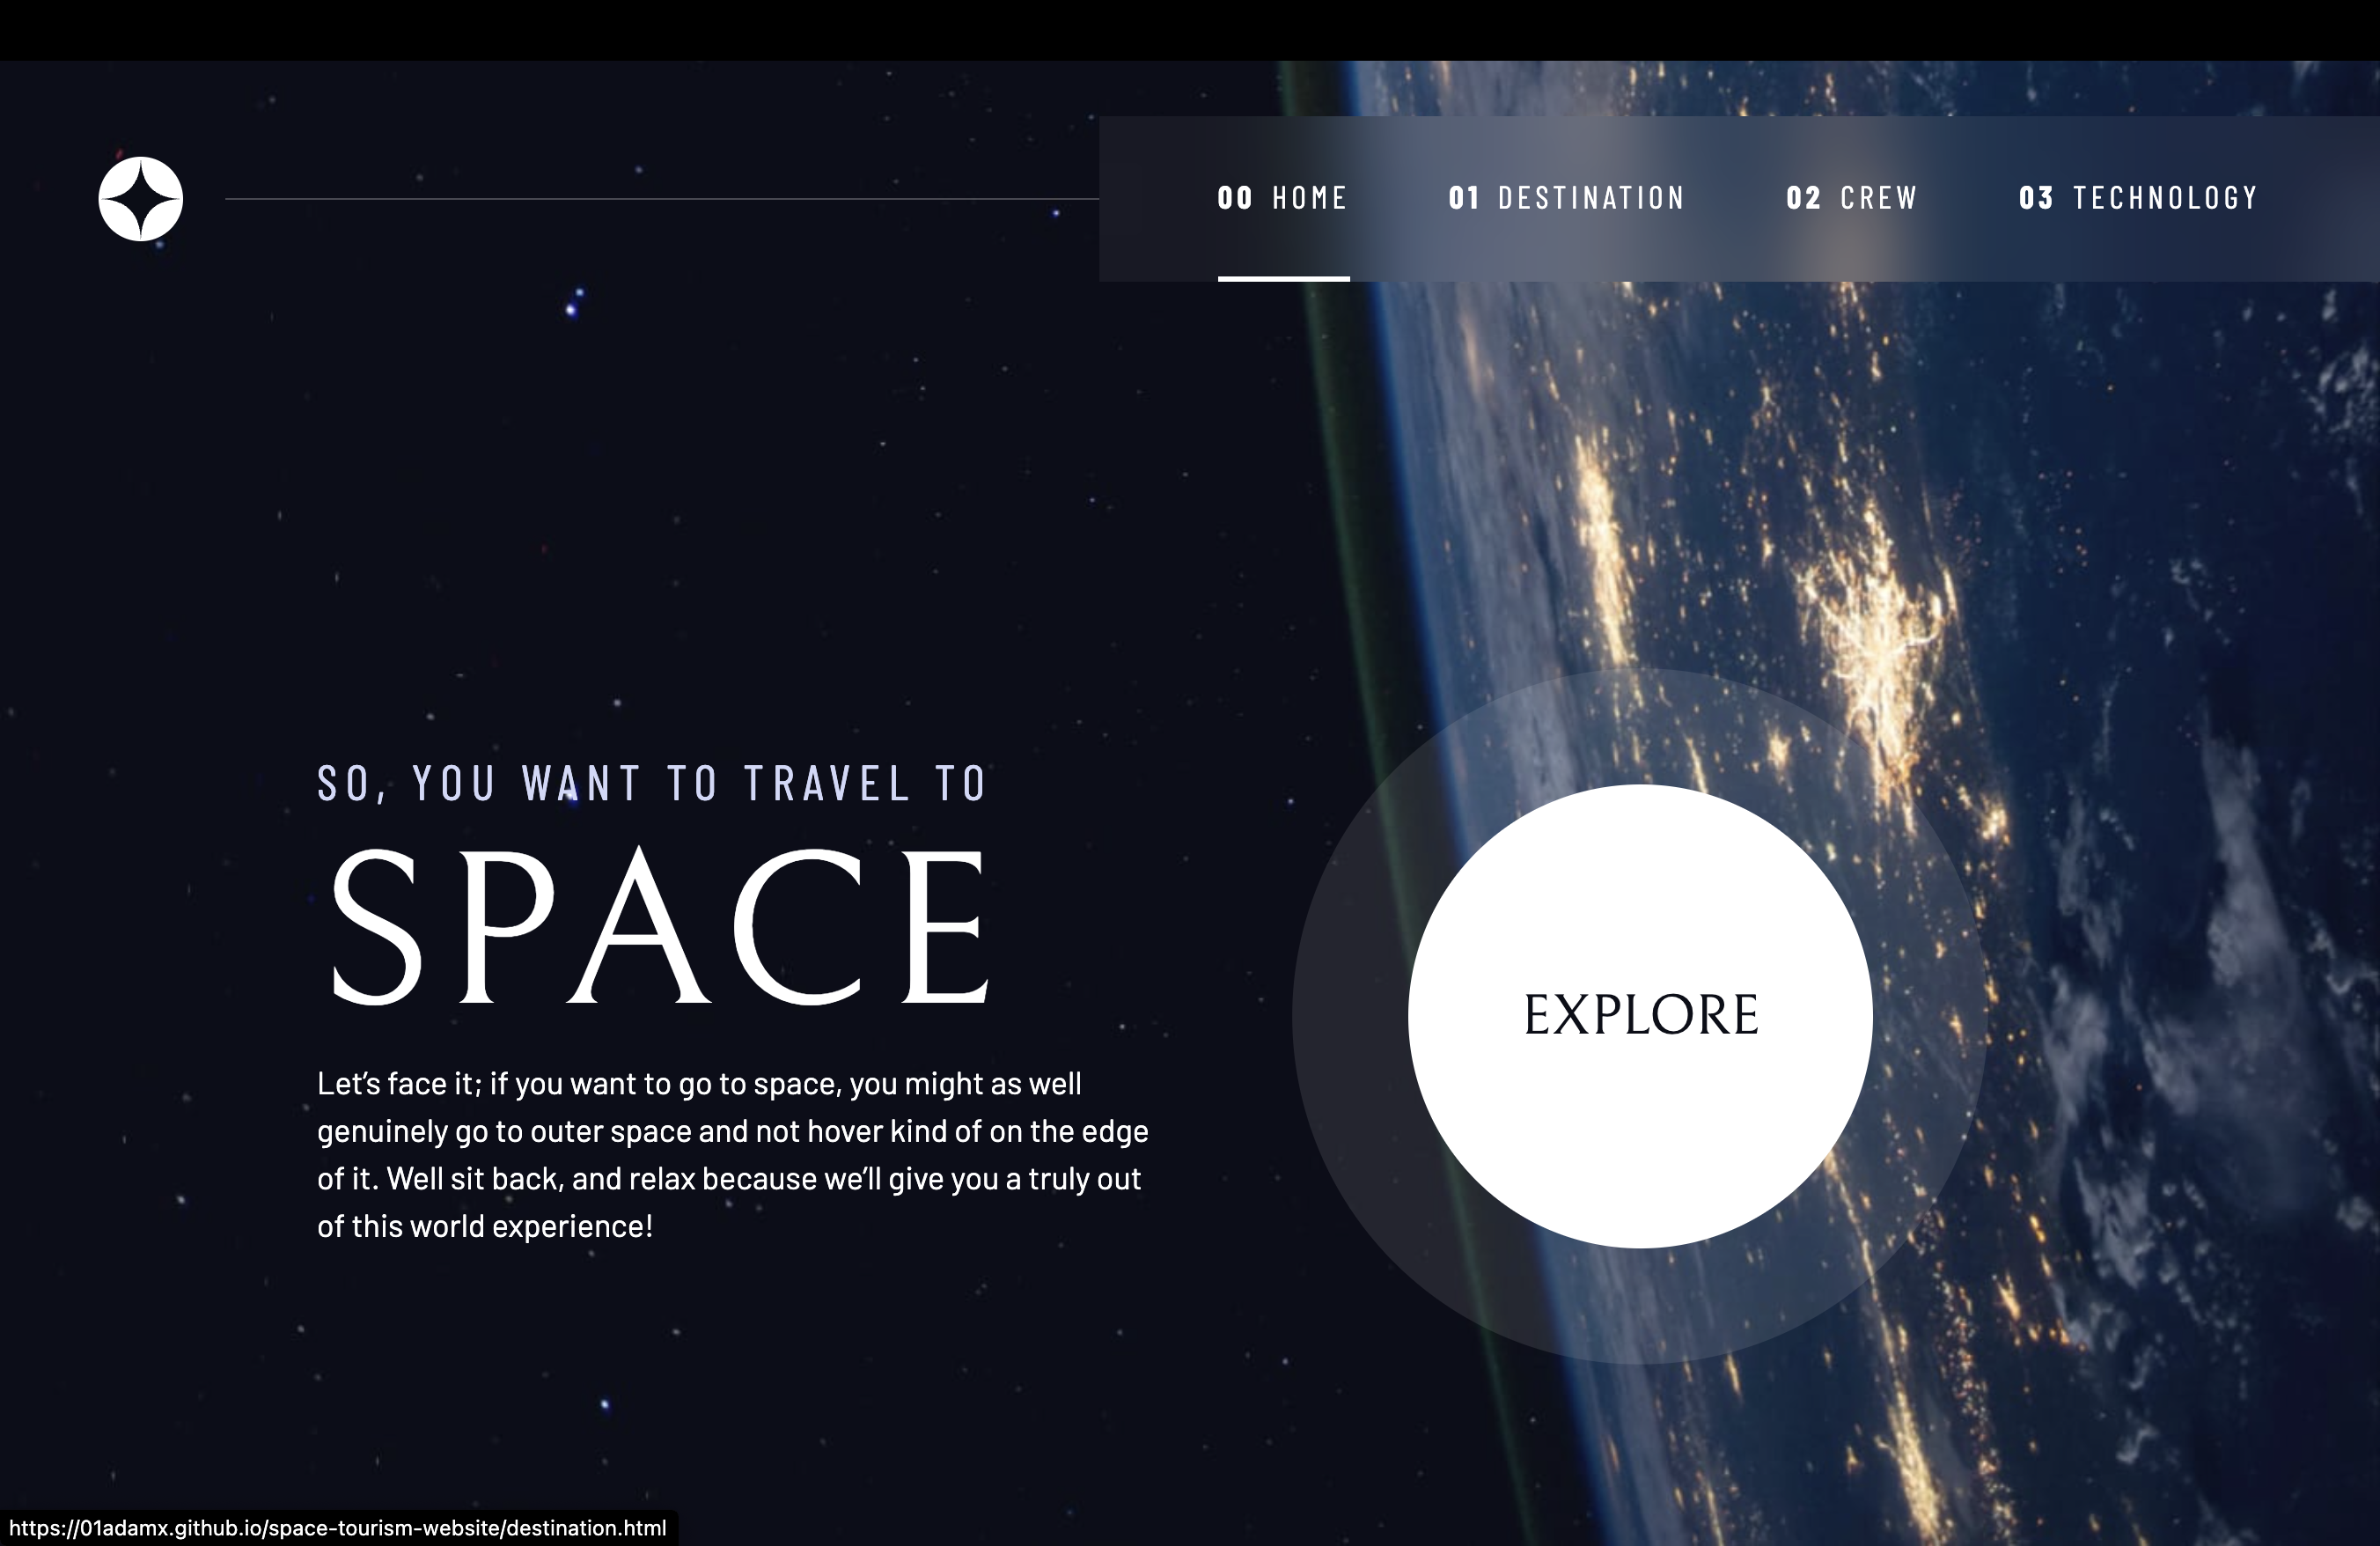 00 HOME 01 DESTINATION 02 CREW 03 TECHNOLOGY
SO, YOU WANT TO TRAVEL TO
SPACE
Let’s face it; if you want to go to space, you might as well
genuinely go to outer space and not hover kind of on the edge
of it. Well sit back, and relax because we’ll give you a truly out
of this world experience!
EXPLORE
https://01adamx.github.io/space-tourism-website/destination.html